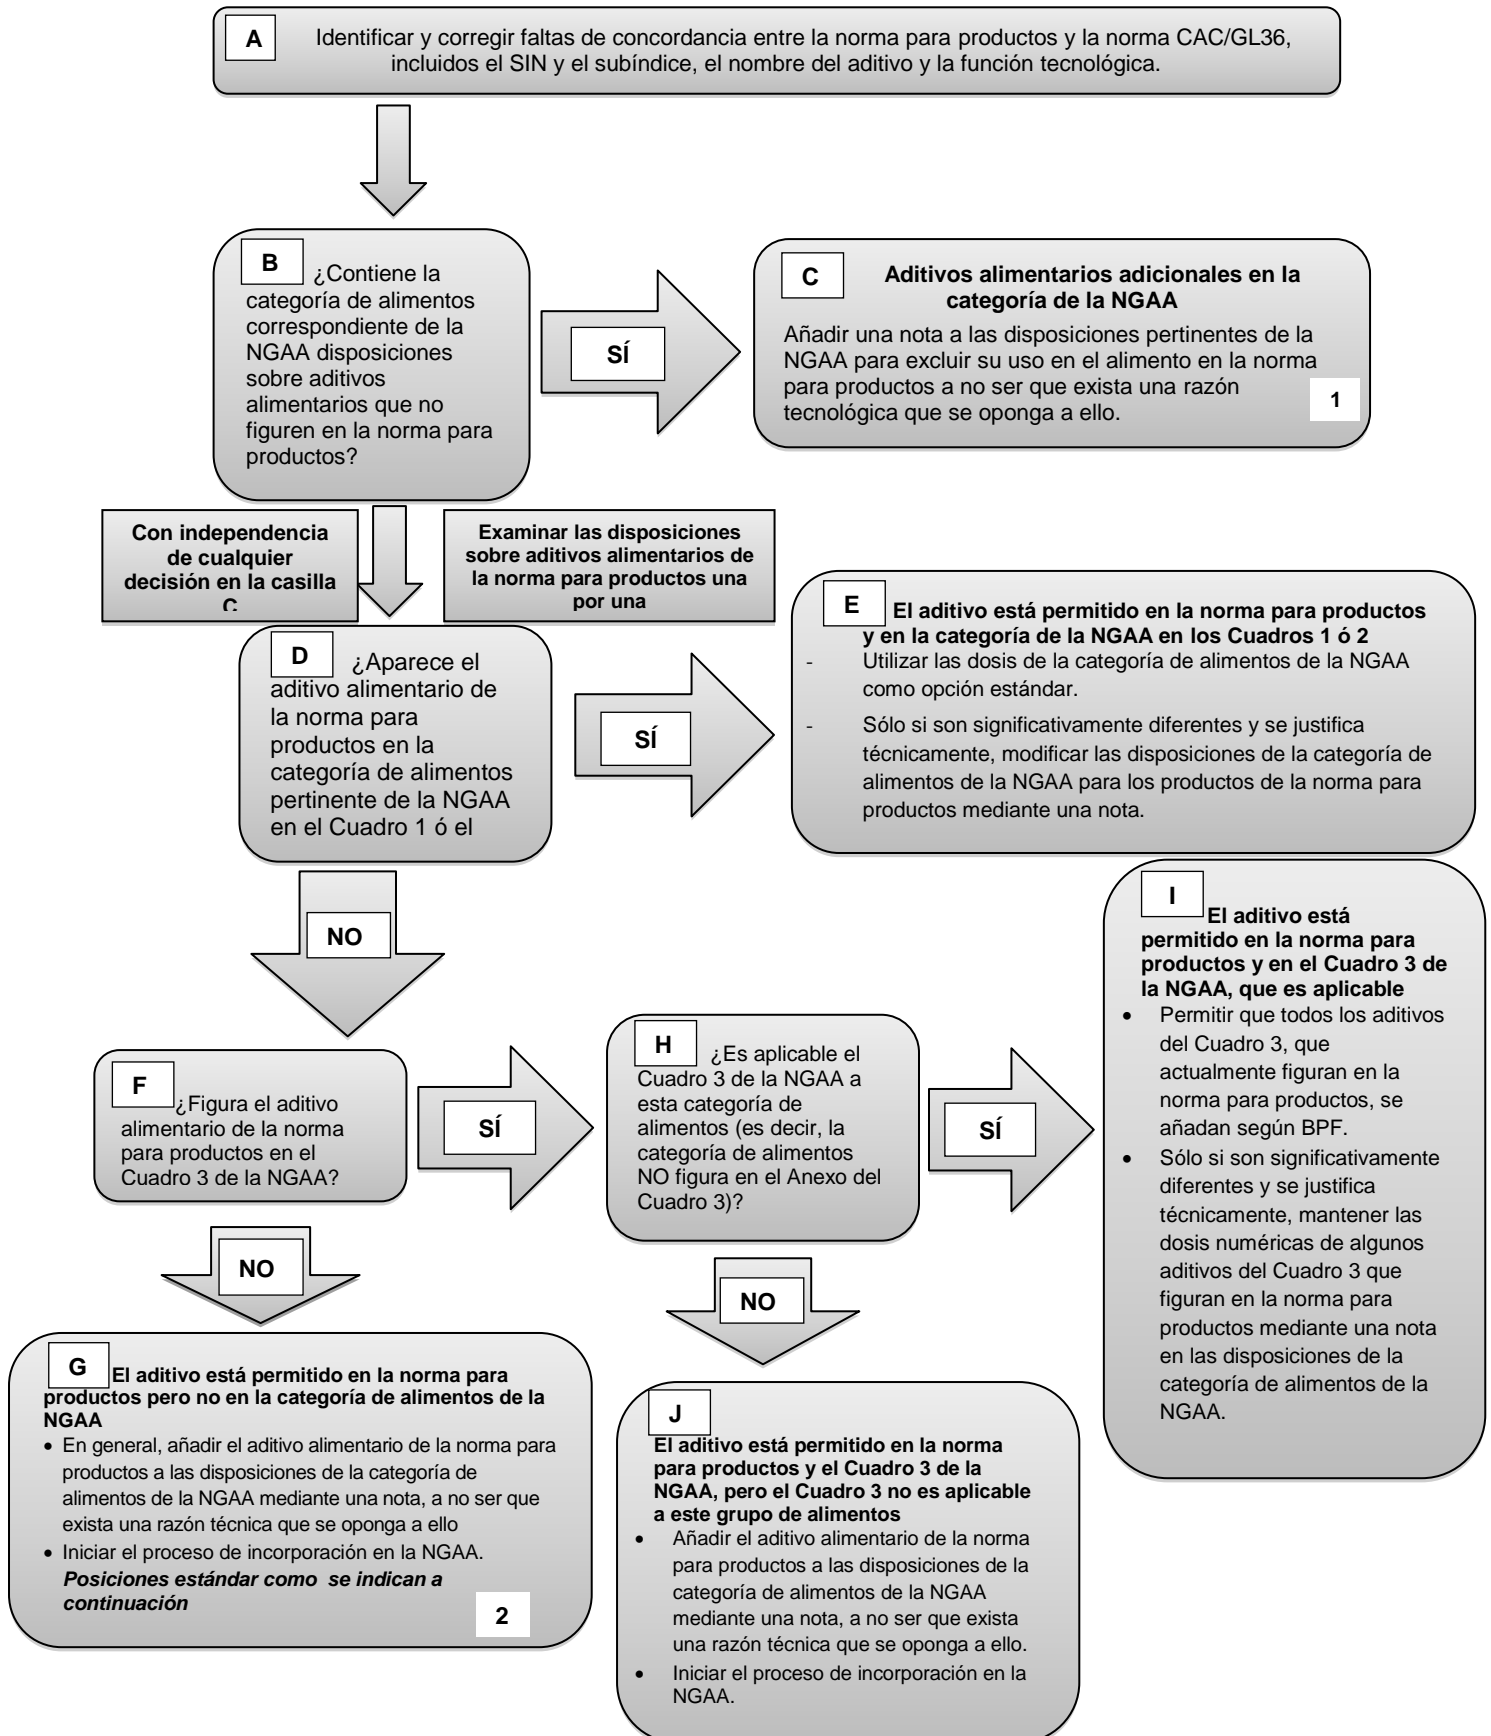 A
Identificar y corregir faltas de concordancia entre la norma para productos y la norma CAC/GL36,
incluidos el SIN y el subíndice, el nombre del aditivo y la función tecnológica.
B
¿Contiene la
categoría de alimentos
correspondiente de la
NGAA disposiciones
sobre aditivos
alimentarios que no
figuren en la norma para
productos?
SÍ
C
Aditivos alimentarios adicionales en la
categoría de la NGAA
Añadir una nota a las disposiciones pertinentes de la
NGAA para excluir su uso en el alimento en la norma
para productos a no ser que exista una razón
tecnológica que se oponga a ello.
1
Con independencia
de cualquier
decisión en la casilla
C
Examinar las disposiciones
sobre aditivos alimentarios de
la norma para productos una
por una
D
¿Aparece el
aditivo alimentario de
la norma para
productos en la
categoría de alimentos
pertinente de la NGAA
en el Cuadro 1 ó el
SÍ
E
El aditivo está permitido en la norma para productos
y en la categoría de la NGAA en los Cuadros 1 ó 2
- Utilizar las dosis de la categoría de alimentos de la NGAA
como opción estándar.
- Sólo si son significativamente diferentes y se justifica
técnicamente, modificar las disposiciones de la categoría de
alimentos de la NGAA para los productos de la norma para
productos mediante una nota.
NO
F
¿Figura el aditivo
alimentario de la norma
para productos en el
Cuadro 3 de la NGAA?
SÍ
H
¿Es aplicable el
Cuadro 3 de la NGAA a
esta categoría de
alimentos (es decir, la
categoría de alimentos
NO figura en el Anexo del
Cuadro 3)?
SÍ
I
El aditivo está
permitido en la norma para
productos y en el Cuadro 3 de
la NGAA, que es aplicable
• Permitir que todos los aditivos
del Cuadro 3, que
actualmente figuran en la
norma para productos, se
añadan según BPF.
• Sólo si son significativamente
diferentes y se justifica
técnicamente, mantener las
dosis numéricas de algunos
aditivos del Cuadro 3 que
figuran en la norma para
productos mediante una nota
en las disposiciones de la
categoría de alimentos de la
NGAA.
NO
G
El aditivo está permitido en la norma para
productos pero no en la categoría de alimentos de la
NGAA
• En general, añadir el aditivo alimentario de la norma para
productos a las disposiciones de la categoría de
alimentos de la NGAA mediante una nota, a no ser que
exista una razón técnica que se oponga a ello
• Iniciar el proceso de incorporación en la NGAA.
Posiciones estándar como se indican a
continuación
2
NO
J
El aditivo está permitido en la norma
para productos y el Cuadro 3 de la
NGAA, pero el Cuadro 3 no es aplicable
a este grupo de alimentos
• Añadir el aditivo alimentario de la norma
para productos a las disposiciones de la
categoría de alimentos de la NGAA
mediante una nota, a no ser que exista
una razón técnica que se oponga a ello.
• Iniciar el proceso de incorporación en la
NGAA.